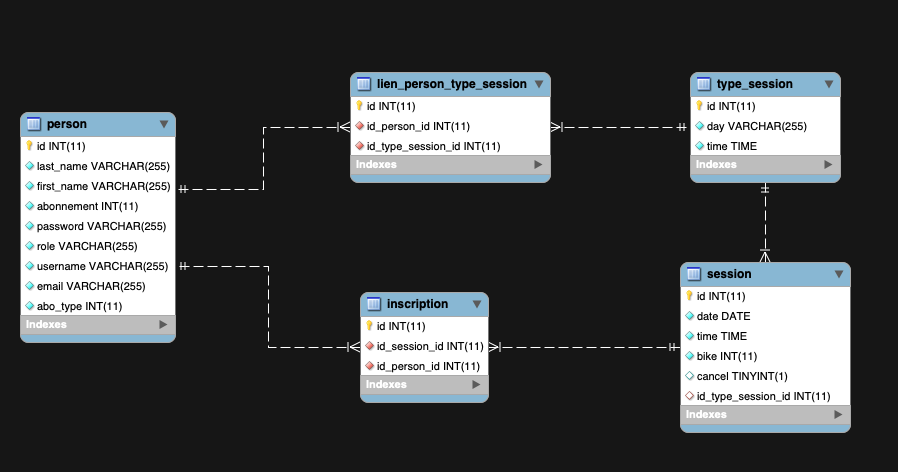 person
id INT(11)
last_name VARCHAR(255)
first_name VARCHAR(255)
abonnement INT(11)
password VARCHAR(255)
role VARCHAR(255)
username VARCHAR(255)
email VARCHAR(255)
abo_type INT(11)
Indexes
lien_person_type_session
id INT(11)
id_person_id INT(11)
id_type_session_id INT(11)
Indexes
type_session
id INT(11)
day VARCHAR(255)
time TIME
Indexes
inscription
id INT(11)
id_session_id INT(11)
id_person_id INT(11)
Indexes
session
id INT(11)
date DATE
time TIME
bike INT(11)
cancel TINYINT(1)
id_type_session_id INT(11)
Indexes